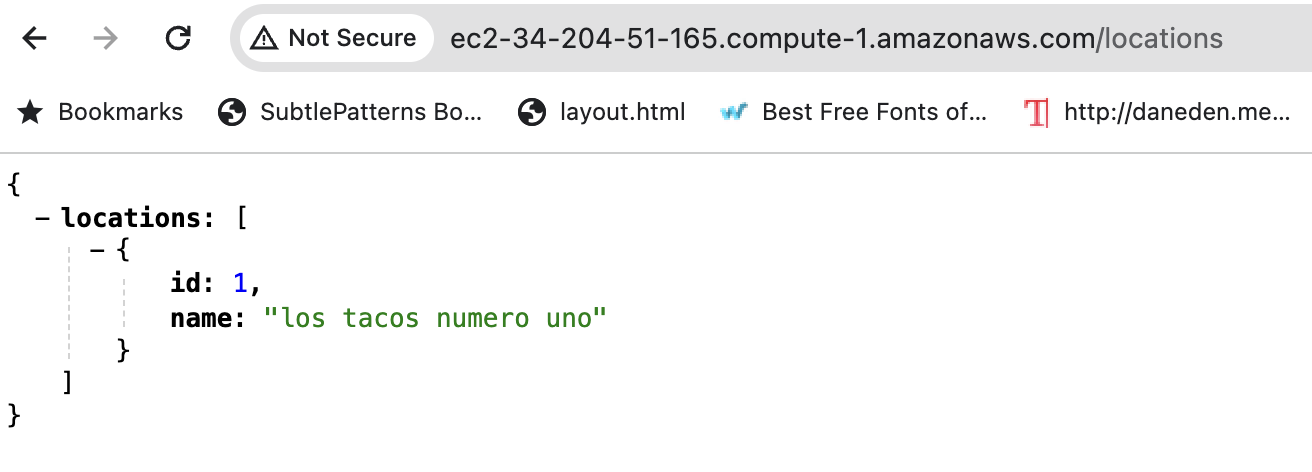 Not Secure ec2-34-204-51-165.compute-1.amazonaws.com/locations
Bookmarks SubtlePatterns Bo... layout.html Best Free Fonts of... http://daneden.me...
{
– locations: [
– {
id: 1,
name: "los tacos numero uno"
}
]
}